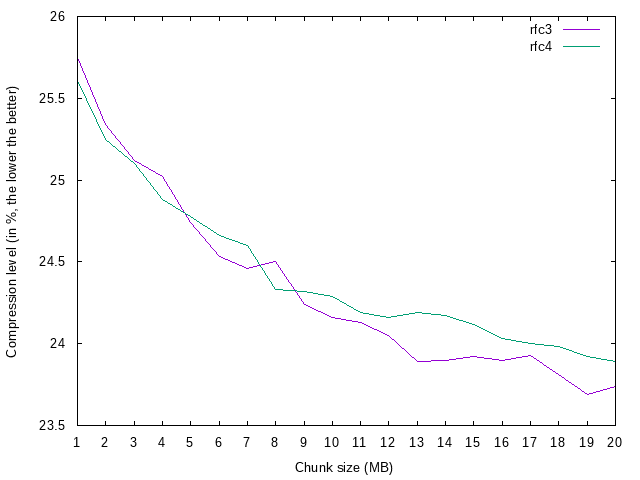 26
25.5
25
24.5
24
23.5
Compression level (in %, the lower the better)
rfc3
rfc4
1 2 3 4 5 6 7 8 9 10 11 12 13 14 15 16 17 18 19 20
Chunk size (MB)